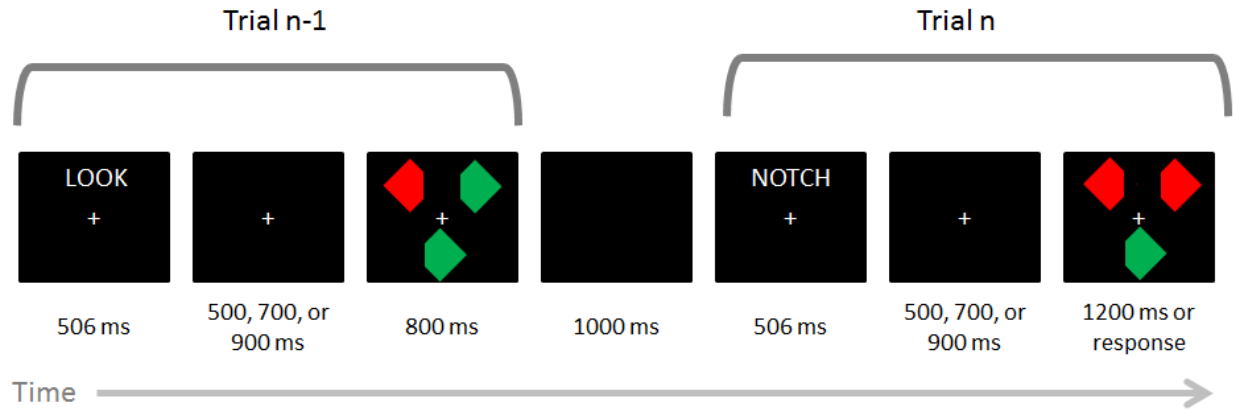 Trial n-1
Trial n
LOOK
+
+
+
NOTCH
+
+
+
506 ms
500, 700, or
900 ms
800 ms
1000 ms
506 ms
500, 700, or
900 ms
1200 ms or
response
Time